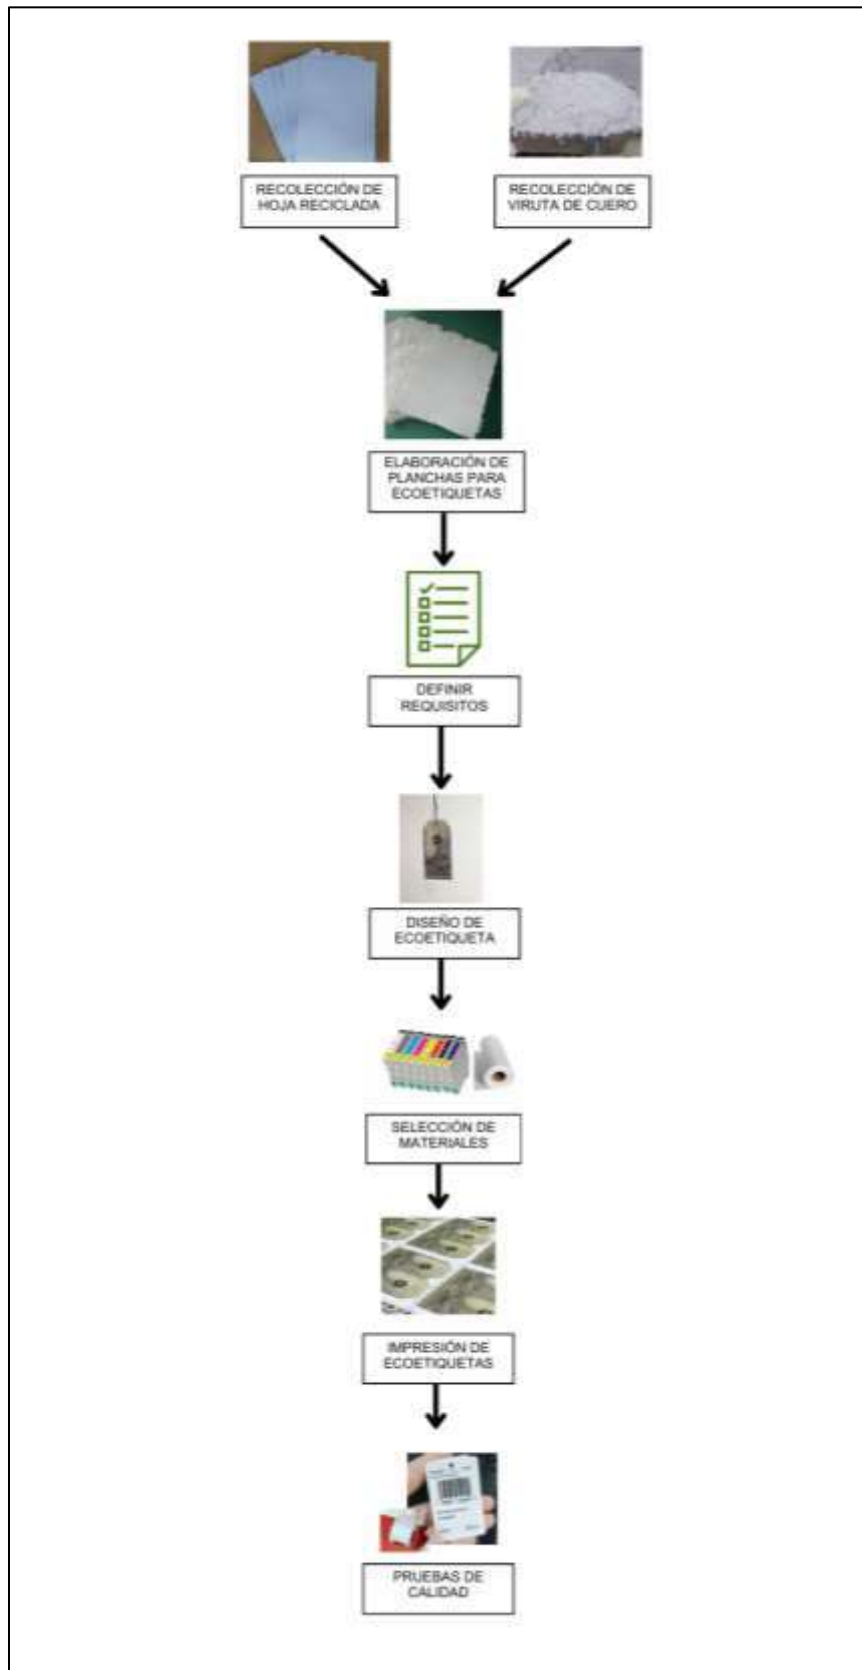 RECOLECCIÓN DE
HOJA RECICLADA
RECOLECCIÓN DE
VIRUTA DE CUERO
ELABORACIÓN DE
PLANCHAS PARA
ECOETIQUETAS
DEFINIR
REQUISITOS
DISEÑO DE
ECOETIQUETA
SELECCIÓN DE
MATERIALES
IMPRESIÓN DE
ECOETIQUETAS
PRUEBAS DE
CALIDAD